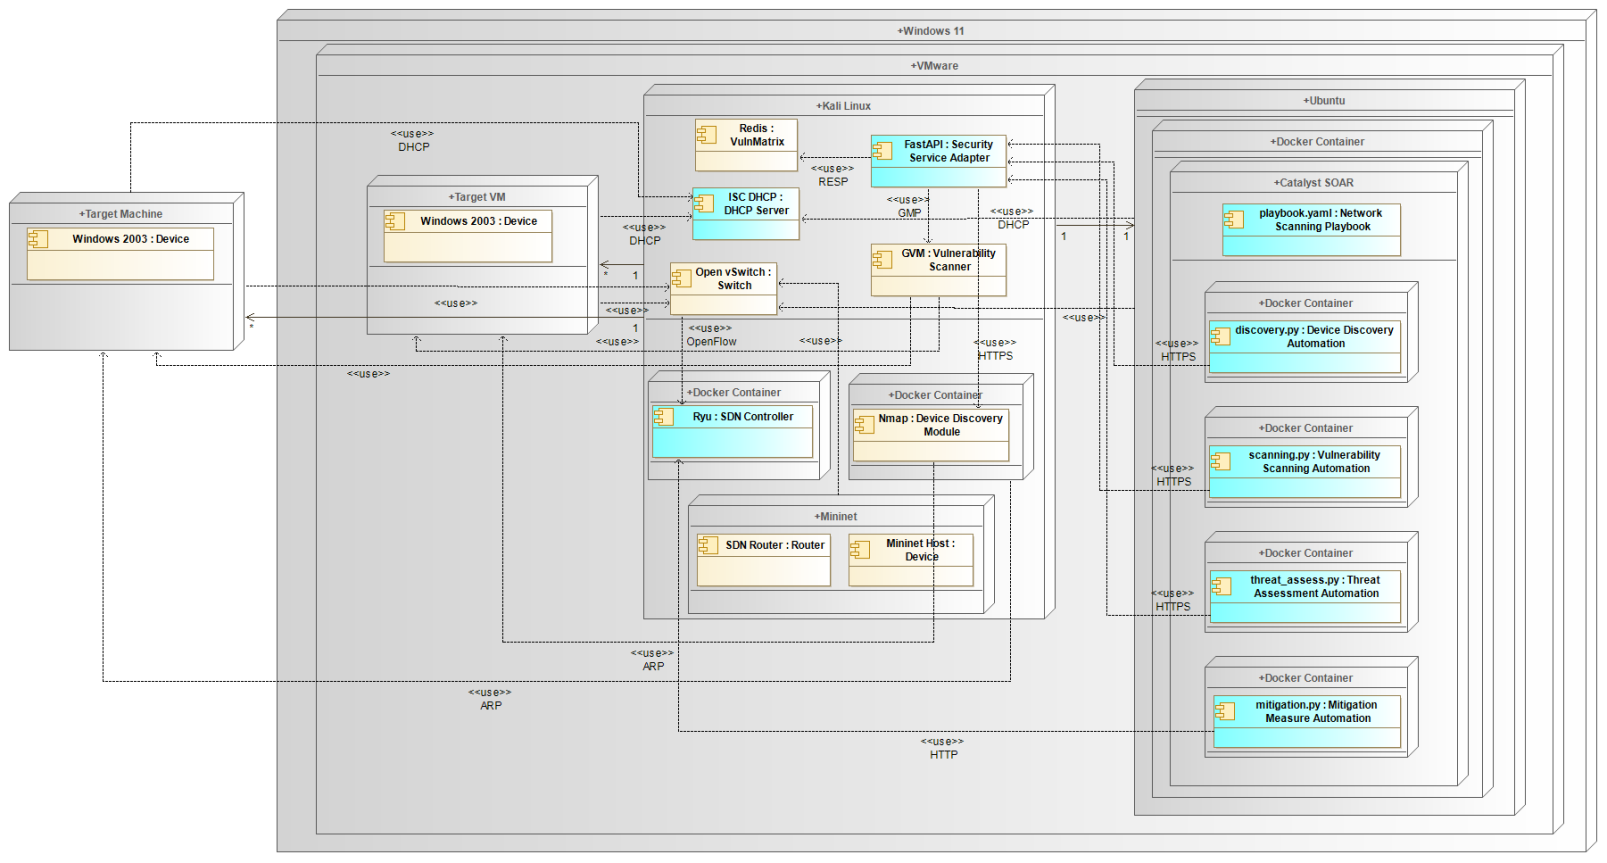 +Windows 11
+VMware
+Kali Linux
Redis :
VulnMatrix
FastAPI : Security
Service Adapter
<<use>>
RESP
<<use>>
DHCP
ISC DHCP :
DHCP Server
<<use>>
GMP
<<use>>
DHCP
<<use>>
DHCP
1
1
GVM : Vulnerability
Scanner
Open vSwitch :
Switch
*
1
+Target Machine
Windows 2003 : Device
+Target VM
Windows 2003 : Device
<<use>>
<<use>>
*
1
<<use>>
OpenFlow
<<use>>
<<use>>
<<use>>
<<use>>
HTTPS
<<use>>
+Docker Container
Ryu : SDN Controller
+Docker Container
Nmap : Device Discovery
Module
+Mininet
SDN Router : Router
Mininet Host :
Device
<<use>>
ARP
<<use>>
ARP
<<use>>
HTTP
+Ubuntu
+Docker Container
+Catalyst SOAR
playbook.yaml : Network
Scanning Playbook
+Docker Container
discovery.py : Device Discovery
Automation
<<use>>
HTTPS
+Docker Container
scanning.py : Vulnerability
Scanning Automation
<<use>>
HTTPS
+Docker Container
threat_assess.py : Threat
Assessment Automation
<<use>>
HTTPS
+Docker Container
mitigation.py : Mitigation
Measure Automation